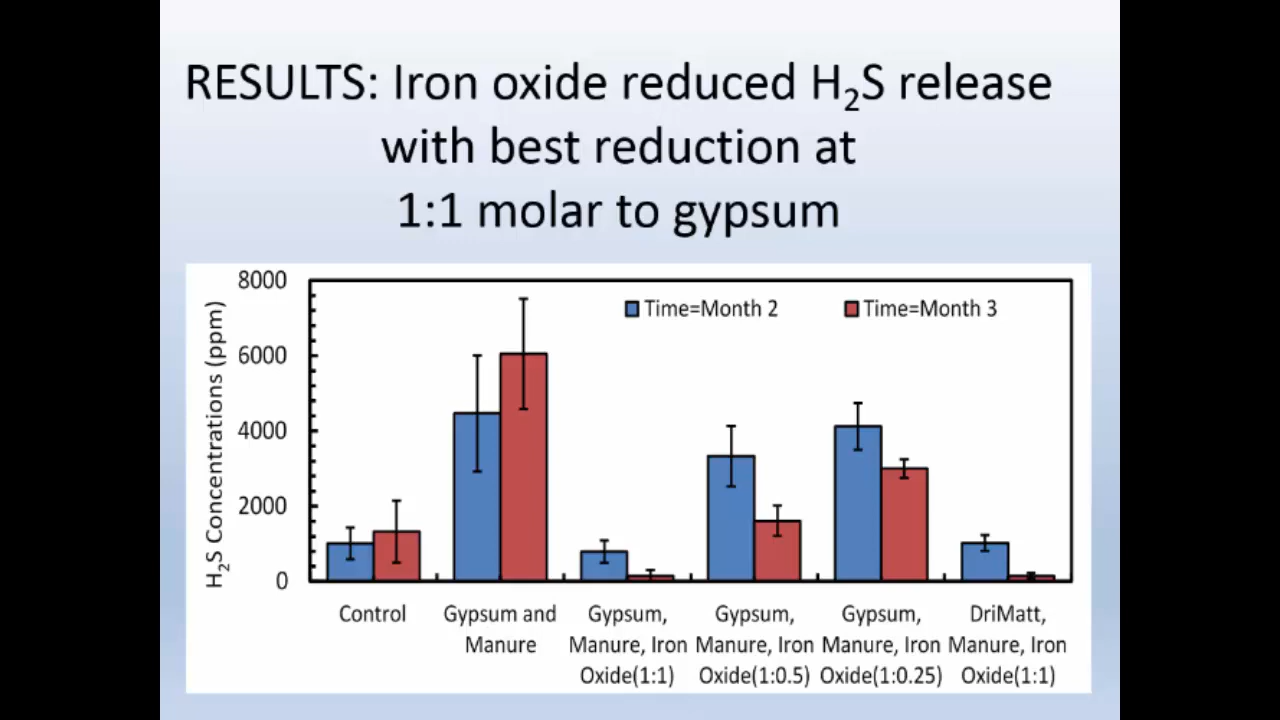 RESULTS: Iron oxide reduced H₂S release
with best reduction at
1:1 molar to gypsum
H₂S Concentrations (ppm)
8000
6000
4000
2000
0
Time=Month 2
Time=Month 3
Control
Gypsum and
Manure
Gypsum,
Manure, Iron
Oxide(1:1)
Gypsum,
Manure, Iron
Oxide(1:0.5)
Gypsum,
Manure, Iron
Oxide(1:0.25)
DriMatt,
Manure, Iron
Oxide(1:1)